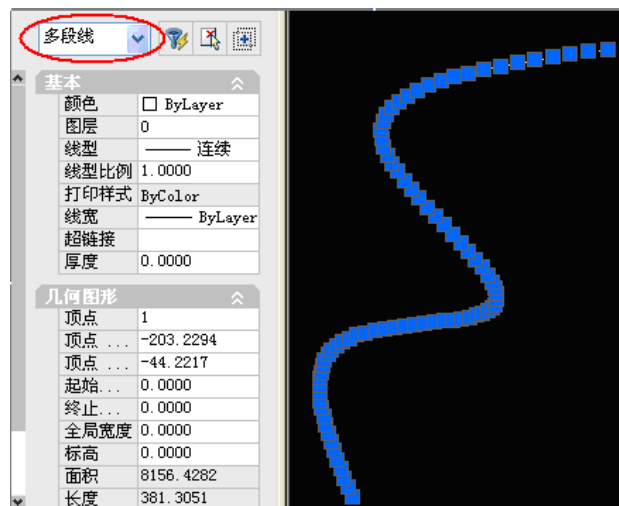 多段线
基本
颜色 ByLayer
图层 0
线型 连续
线型比例 1.0000
打印样式 ByColor
线宽 ByLayer
超链接
厚度 0.0000
几何图形
顶点 1
顶点 ... -203.2294
顶点 ... -44.2217
起始... 0.0000
终止... 0.0000
全局宽度 0.0000
标高 0.0000
面积 8156.4282
长度 381.3051